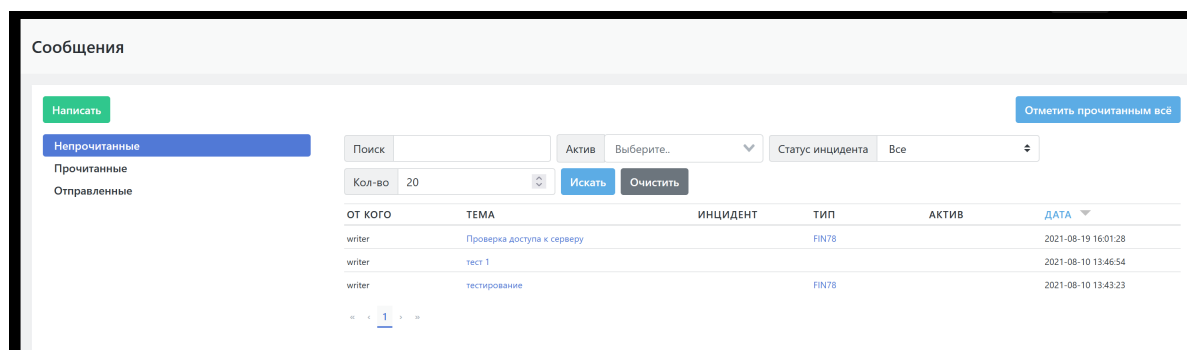 Сообщения
Написать
Отметить прочитанным всё
Непрочитанные
Прочитанные
Отправленные
Поиск Актив Выберите.. Статус инцидента Все
Кол-во 20 Искать Очистить
ОТ КОГО ТЕМА ИНЦИДЕНТ ТИП АКТИВ ДАТА
writer Проверка доступа к серверу FIN78 2021-08-19 16:01:28
writer тест 1 2021-08-10 13:46:54
writer тестирование FIN78 2021-08-10 13:43:23
« ‹ 1 › »